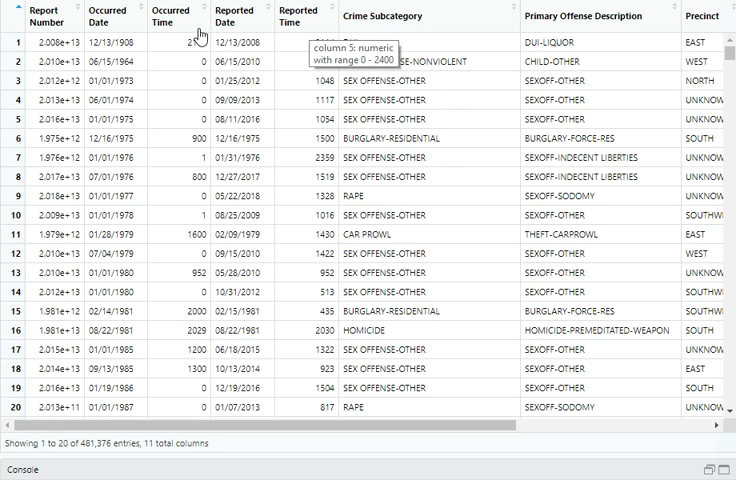 Report Number Occurred Date Occurred Time Reported Date Reported Time Crime Subcategory Primary Offense Description Precinct
1 2.008e+13 12/13/1908 12/13/2008 DUI-LIQUOR EAST
column 5: numeric
with range 0 - 2400
2 2.010e+13 06/15/1964 0 06/15/2010 SE-NONVIOLENT CHILD-OTHER WEST
3 2.012e+12 01/01/1973 0 01/25/2012 1048 SEX OFFENSE-OTHER SEXOFF-OTHER NORTH
4 2.013e+13 06/01/1974 0 09/09/2013 1117 SEX OFFENSE-OTHER SEXOFF-OTHER UNKNOW
5 2.016e+13 01/01/1975 0 08/11/2016 1054 SEX OFFENSE-OTHER SEXOFF-OTHER UNKNOW
6 1.975e+12 12/16/1975 900 12/16/1975 1500 BURGLARY-RESIDENTIAL BURGLARY-FORCE-RES SOUTH
7 1.976e+12 01/01/1976 1 01/31/1976 2359 SEX OFFENSE-OTHER SEXOFF-INDECENT LIBERTIES UNKNOW
8 2.017e+13 07/01/1976 800 12/27/2017 1519 SEX OFFENSE-OTHER SEXOFF-INDECENT LIBERTIES UNKNOW
9 2.018e+13 01/01/1977 0 05/22/2018 1328 RAPE SEXOFF-SODOMY UNKNOW
10 2.009e+13 01/01/1978 1 08/25/2009 1016 SEX OFFENSE-OTHER SEXOFF-OTHER SOUTHW
11 1.979e+12 01/28/1979 1600 02/09/1979 1430 CAR PROWL THEFT-CARPROWL EAST
12 2.010e+13 07/04/1979 0 09/15/2010 1422 SEX OFFENSE-OTHER SEXOFF-OTHER WEST
13 2.010e+13 01/01/1980 952 05/28/2010 952 SEX OFFENSE-OTHER SEXOFF-OTHER UNKNOW
14 2.012e+13 01/01/1980 0 10/31/2012 513 SEX OFFENSE-OTHER SEXOFF-OTHER SOUTHW
15 1.981e+12 02/14/1981 2000 02/15/1981 435 BURGLARY-RESIDENTIAL BURGLARY-FORCE-RES SOUTHW
16 1.981e+13 08/22/1981 2029 08/22/1981 2030 HOMICIDE HOMICIDE-PREMEDITATED-WEAPON SOUTH
17 2.015e+13 01/01/1985 1200 06/18/2015 1322 SEX OFFENSE-OTHER SEXOFF-OTHER UNKNOW
18 2.014e+13 09/13/1985 1300 10/13/2014 923 SEX OFFENSE-OTHER SEXOFF-OTHER EAST
19 2.016e+13 01/19/1986 0 12/19/2016 1504 SEX OFFENSE-OTHER SEXOFF-OTHER SOUTH
20 2.013e+11 01/01/1987 0 01/07/2013 817 RAPE SEXOFF-SODOMY UNKNOW
Showing 1 to 20 of 481,376 entries, 11 total columns
Console